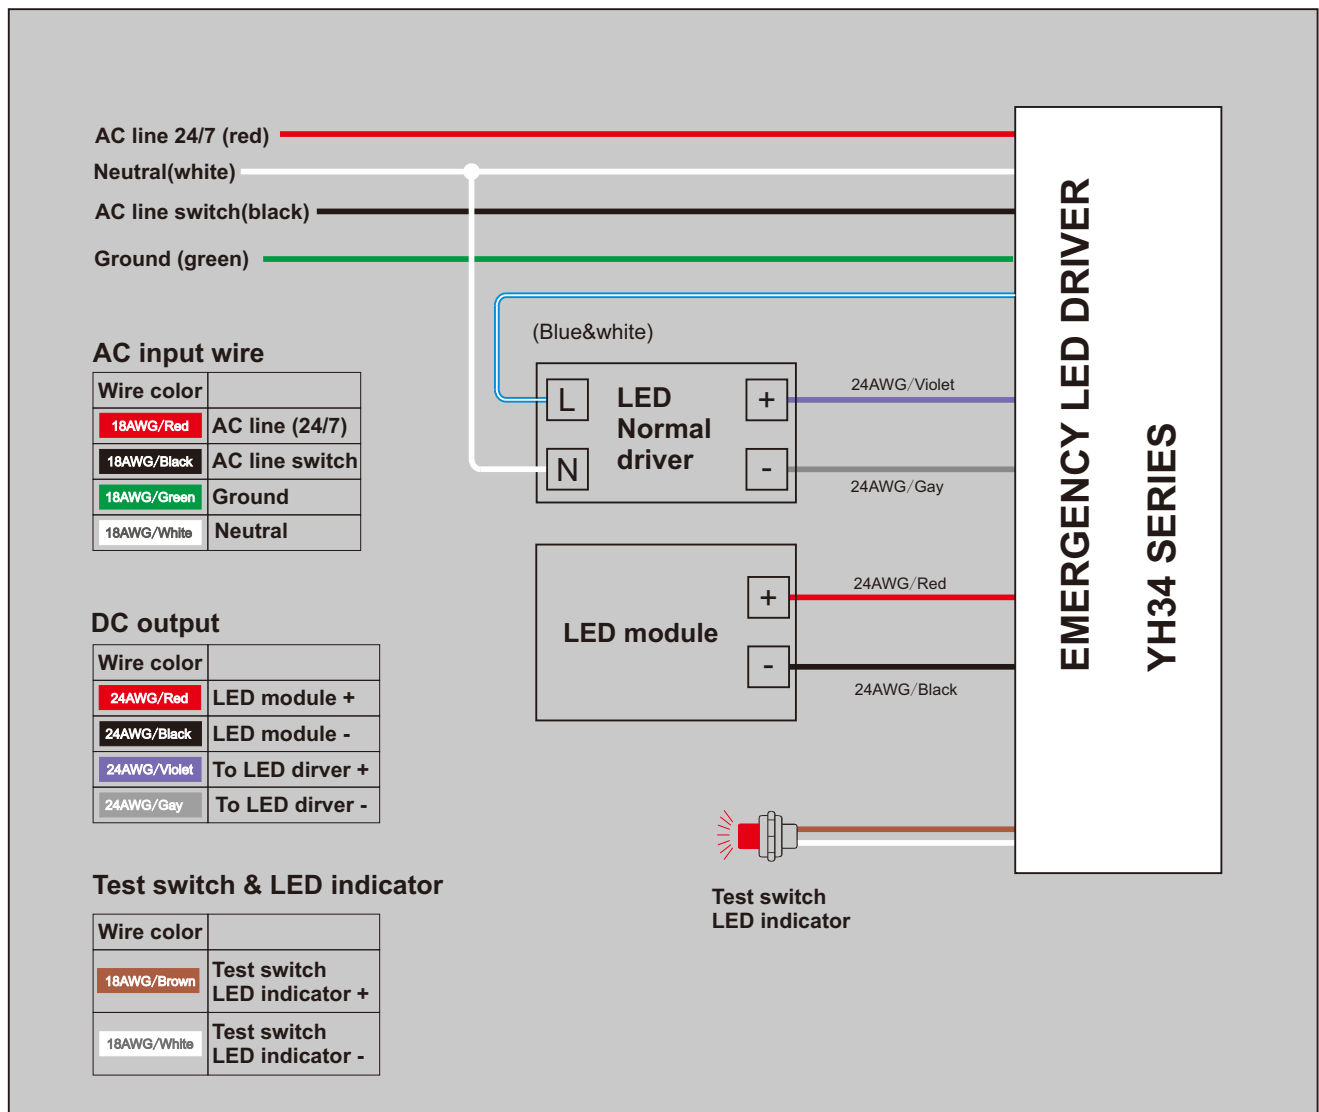 AC line 24/7 (red)
Neutral(white)
AC line switch(black)
Ground (green)
(Blue&white)
L
N
LED
Normal
driver
+
-
24AWG/Violet
24AWG/Gay
LED module
+
-
24AWG/Red
24AWG/Black
EMERGENCY LED DRIVER
YH34 SERIES
Test switch
LED indicator
AC input wire
Wire color
18AWG/Red AC line (24/7)
18AWG/Black AC line switch
18AWG/Green Ground
18AWG/White Neutral
DC output
Wire color
24AWG/Red LED module +
24AWG/Black LED module -
24AWG/Violet To LED dirver +
24AWG/Gay To LED dirver -
Test switch & LED indicator
Wire color
18AWG/Brown Test switch
LED indicator +
18AWG/White Test switch
LED indicator -